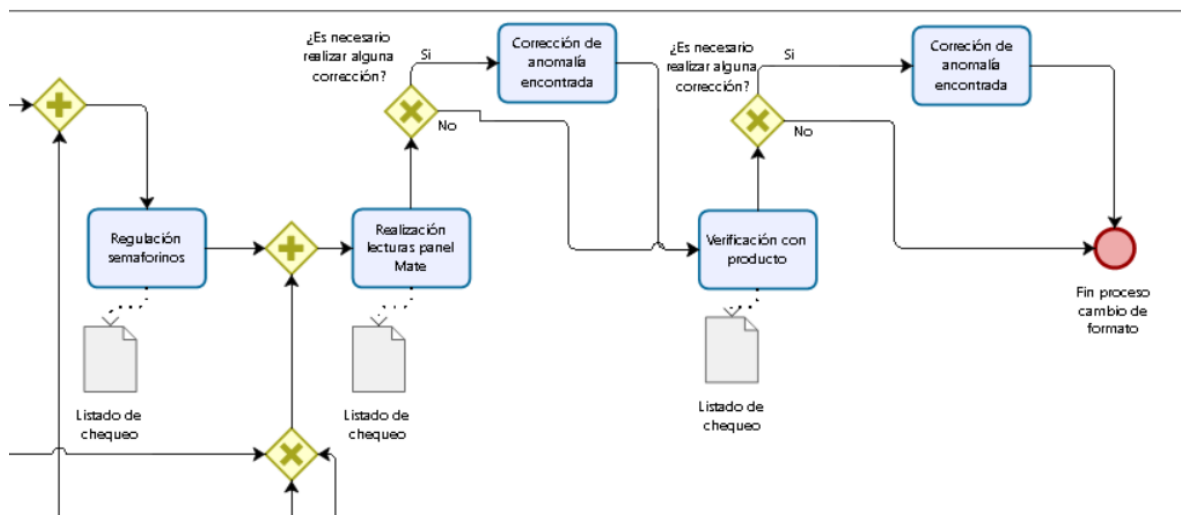 ¿Es necesario
realizar alguna
corrección?
Si
No
Corrección de
anomalía
encontrada
¿Es necesario
realizar alguna
corrección?
Si
No
Correción de
anomalía
encontrada
Regulación
semaforinos
Realización
lecturas panel
Mate
Verificación con
producto
Fin proceso
cambio de
formato
Listado de
chequeo
Listado de
chequeo
Listado de
chequeo